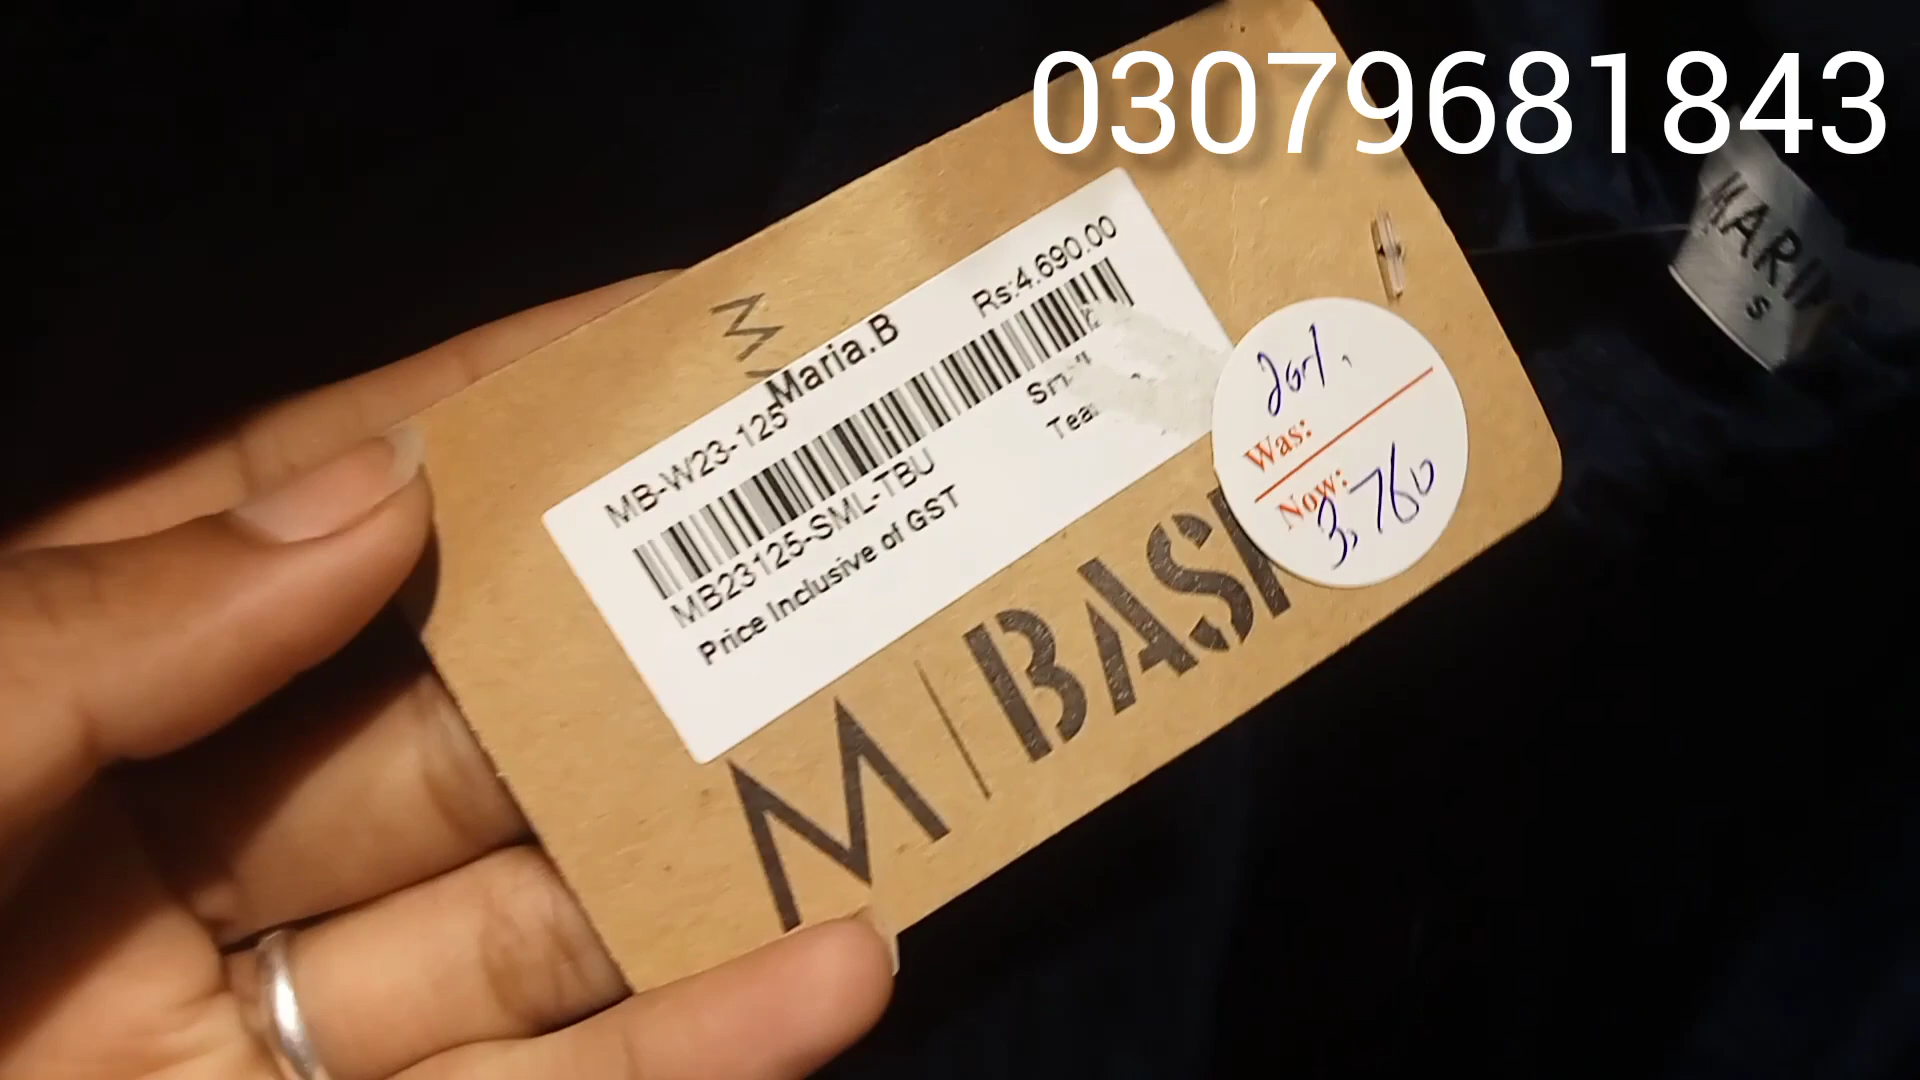 03079681843
Maria.B
MB-W23-125
Rs:4.690.00
MB23125-SML-TBU
Price Inclusive of GST
M | BASI
Was:
Now:
3,760
S